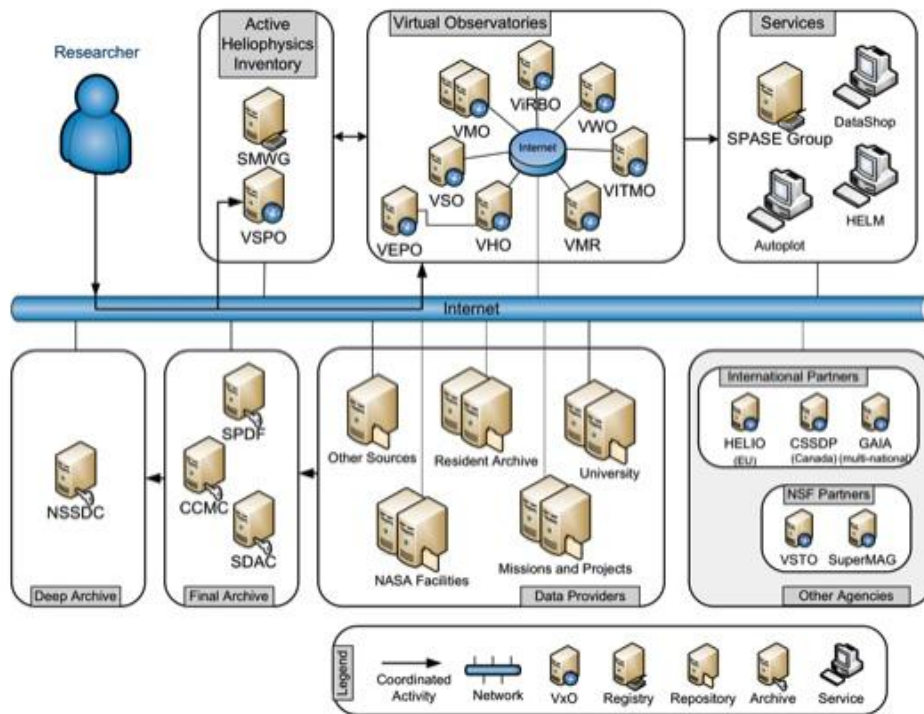 Researcher
Active
Heliophysics
Inventory
SMWG
VSPO
Virtual Observatories
ViRBO
VMO
VWO
Internet
VSO
VITMO
VEPO
VHO
VMR
Services
DataShop
SPASE Group
HELM
Autoplot
Internet
NSSDC
Deep Archive
SPDF
CCMC
SDAC
Final Archive
Other Sources
Resident Archive
University
NASA Facilities
Missions and Projects
Data Providers
International Partners
HELIO CSSDP GAIA
(EU) (Canada) (multi-national)
NSF Partners
VSTO SuperMAG
Other Agencies
Legend
Coordinated
Activity
Network
VxO
Registry
Repository
Archive
Service